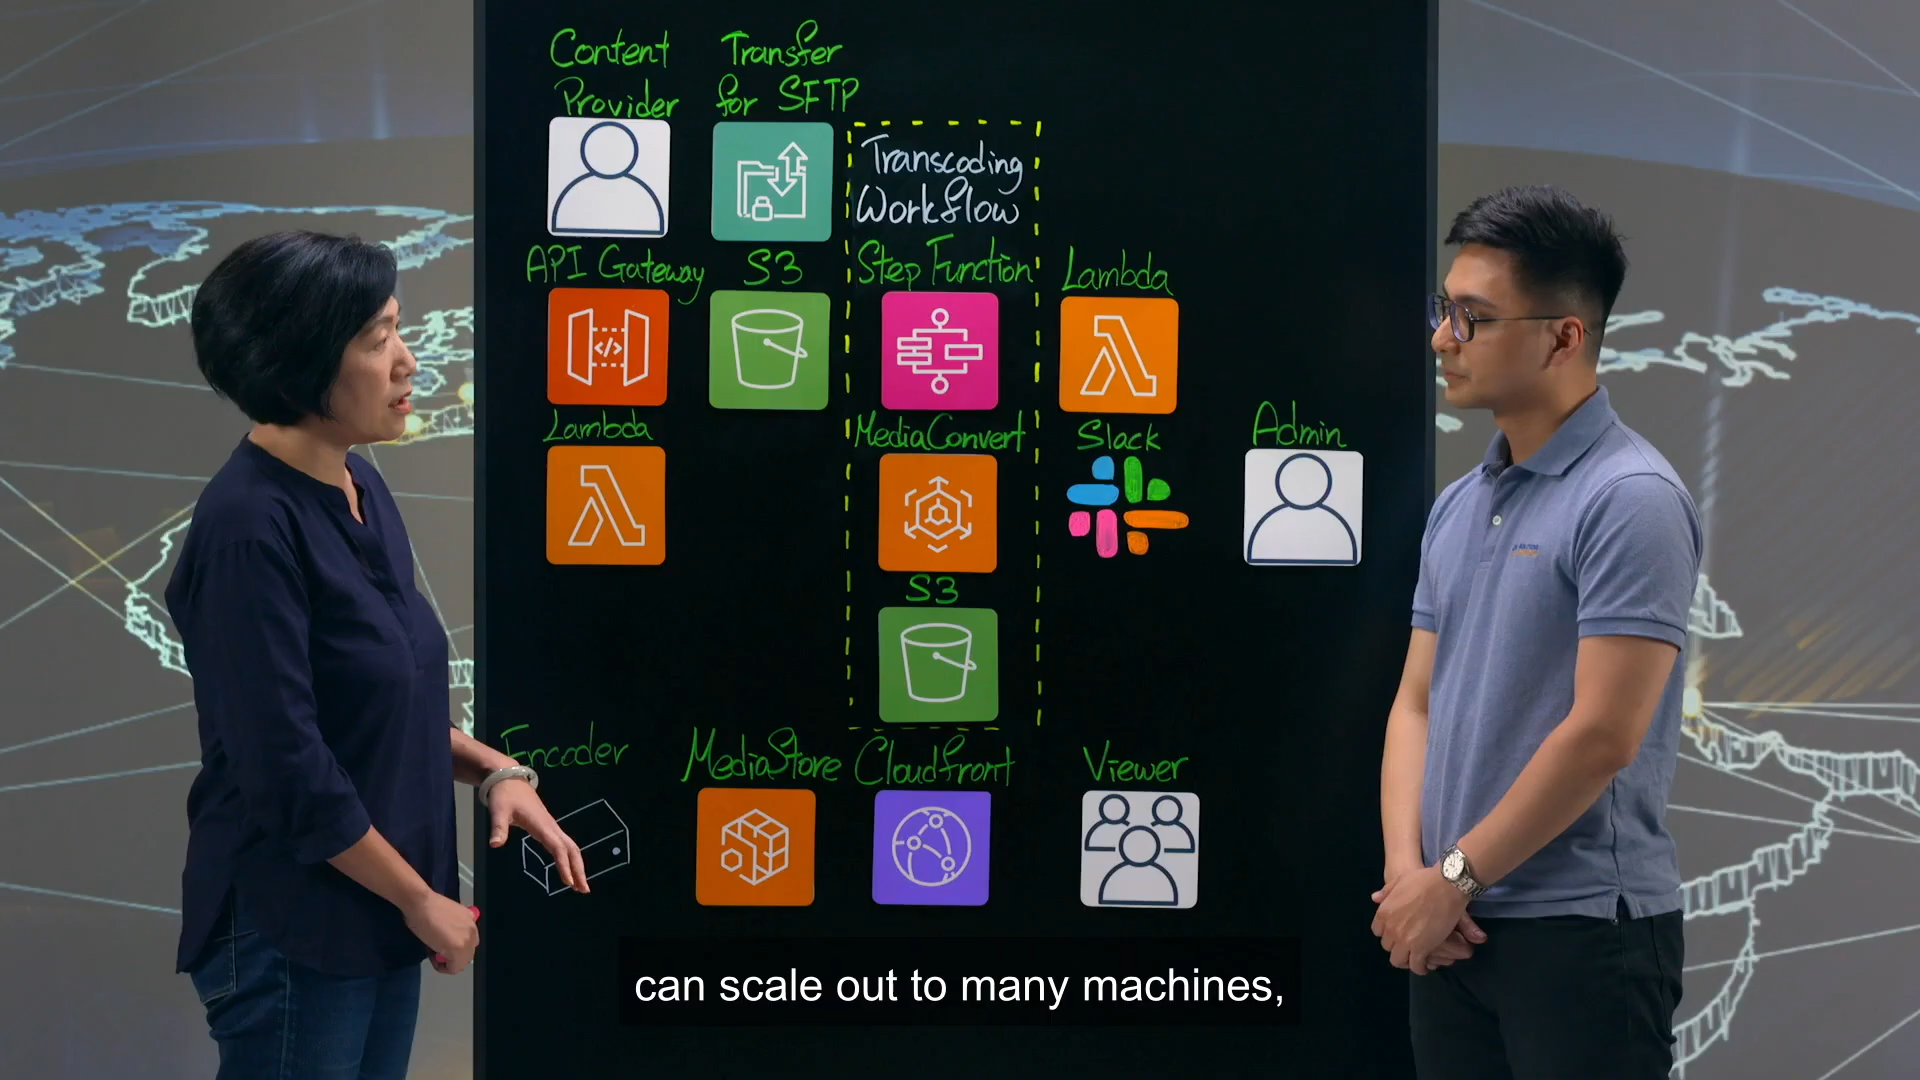 Content
Provider
Transfer
for SFTP
Transcoding
Workflow
API Gateway
S3
Step Function
Lambda
</>
Lambda
MediaConvert
Slack
Admin
S3
Encoder
MediaStore
Cloudfront
Viewer
can scale out to many machines,